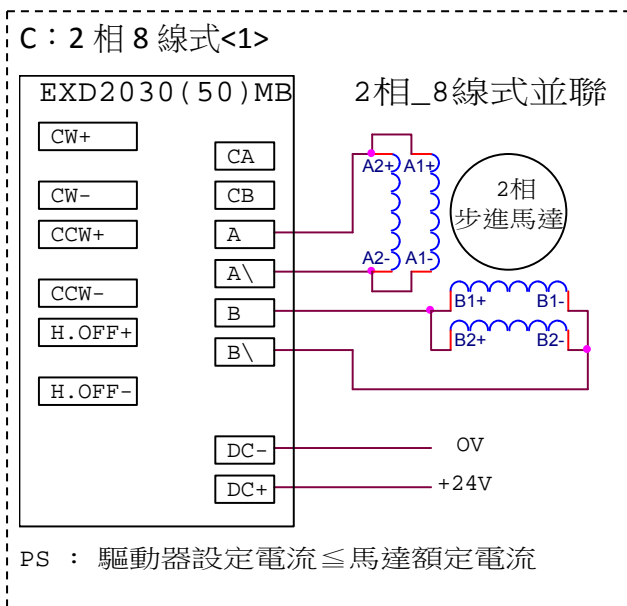 C：2 相 8 線式<1>
EXD2030(50)MB
2相_8線式並聯
CW+
CA
A2+
A1+
2相
步進馬達
CW-
CB
CCW+
A
A2-
A1-
A\
CCW-
B
B1+
B1-
H.OFF+
B2+
B2-
B\
H.OFF-
DC-
0V
DC+
+24V
PS : 驅動器設定電流≦馬達額定電流